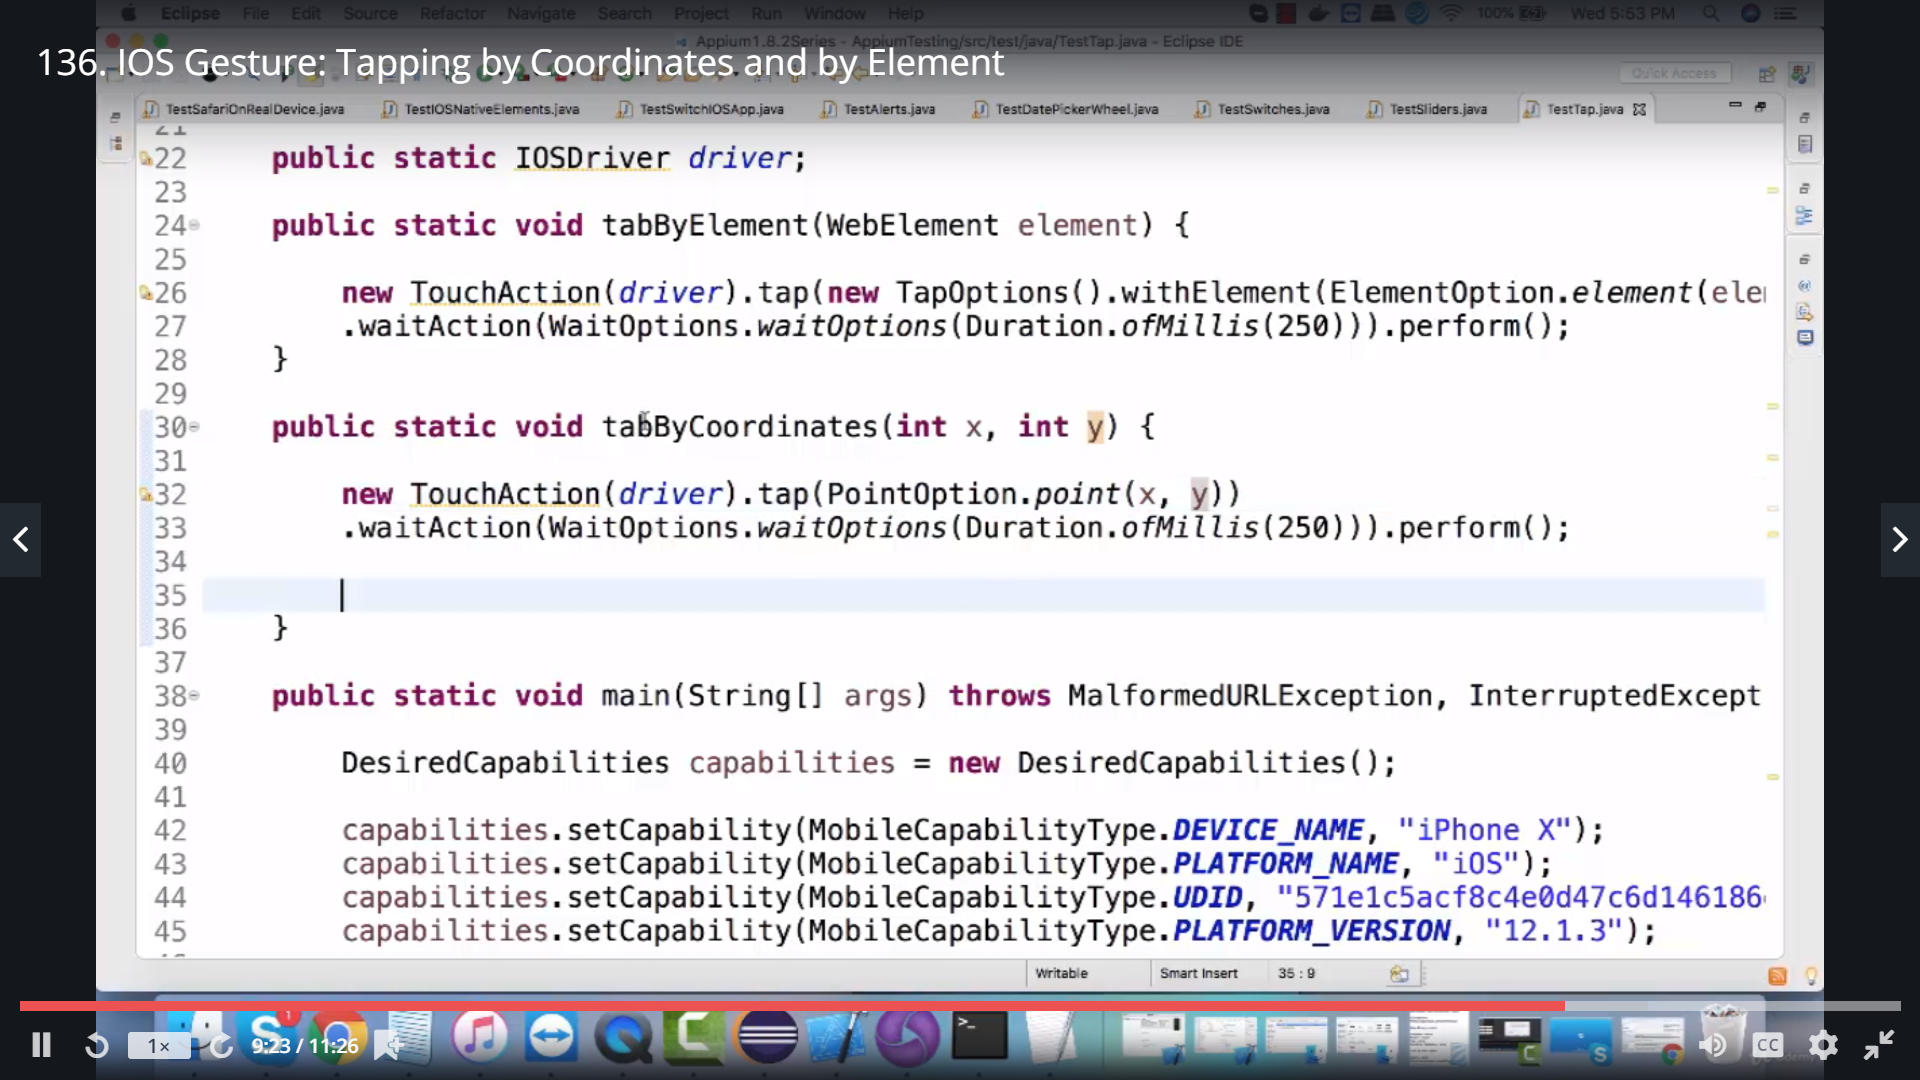 Eclipse File Edit Source Refactor Navigate Search Project Run Window Help 100% Wed 5:53 PM
Appium1.8.2Series - AppiumTesting/src/test/java/TestTap.java - Eclipse IDE
136. IOS Gesture: Tapping by Coordinates and by Element
Quick Access
TestSafariOnRealDevice.java TestIOSNativeElements.java TestSwitchIOSApp.java TestAlerts.java TestDatePickerWheel.java TestSwitches.java TestSliders.java TestTap.java
21
22 public static IOSDriver driver;
23
24 public static void tabByElement(WebElement element) {
25
26 new TouchAction(driver).tap(new TapOptions().withElement(ElementOption.element(ele
27 .waitAction(WaitOptions.waitOptions(Duration.ofMillis(250))).perform();
28 }
29
30 public static void tabByCoordinates(int x, int y) {
31
32 new TouchAction(driver).tap(PointOption.point(x, y))
33 .waitAction(WaitOptions.waitOptions(Duration.ofMillis(250))).perform();
34
35
36 }
37
38 public static void main(String[] args) throws MalformedURLException, InterruptedExcept
39
40 DesiredCapabilities capabilities = new DesiredCapabilities();
41
42 capabilities.setCapability(MobileCapabilityType.DEVICE_NAME, "iPhone X");
43 capabilities.setCapability(MobileCapabilityType.PLATFORM_NAME, "iOS");
44 capabilities.setCapability(MobileCapabilityType.UDID, "571e1c5acf8c4e0d47c6d146186
45 capabilities.setCapability(MobileCapabilityType.PLATFORM_VERSION, "12.1.3");
Writable Smart Insert 35 : 9
1
1× 9:23 / 11:26 CC